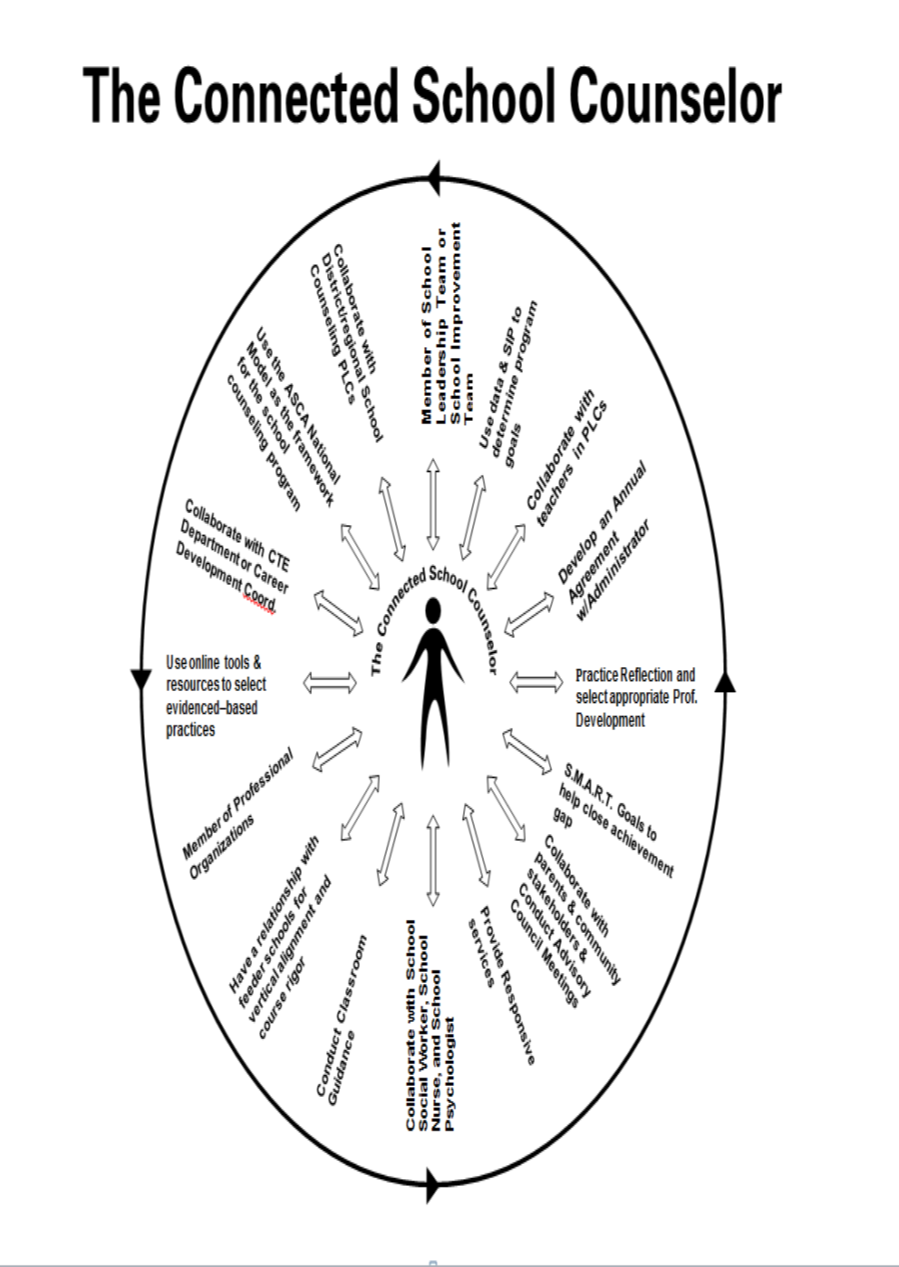 The Connected School Counselor
Member of School
Leadership Team or
School Improvement
Team
Use data & SIP to
determine program
goals
Collaborate with
teachers in PLCs
Develop an Annual
Agreement
w/Administrator
Practice Reflection and
select appropriate Prof.
Development
S.M.A.R.T. Goals to
help close achievement
gap
Collaborate with
parents & community
stakeholders &
Conduct Advisory
Council Meetings
Provide Responsive
services
Collaborate with School
Social Worker, School
Nurse, and School
Psychologist
Conduct Classroom
Guidance
Have a relationship with
feeder schools for
vertical alignment and
course rigor
Member of Professional
Organizations
Use online tools &
resources to select
evidenced–based
practices
Collaborate with CTE
Department or Career
Development Coord.
Use the ASCA National
Model as the framework
for the school
counseling program
Collaborate with
District/regional School
Counseling PLCs
The Connected School Counselor